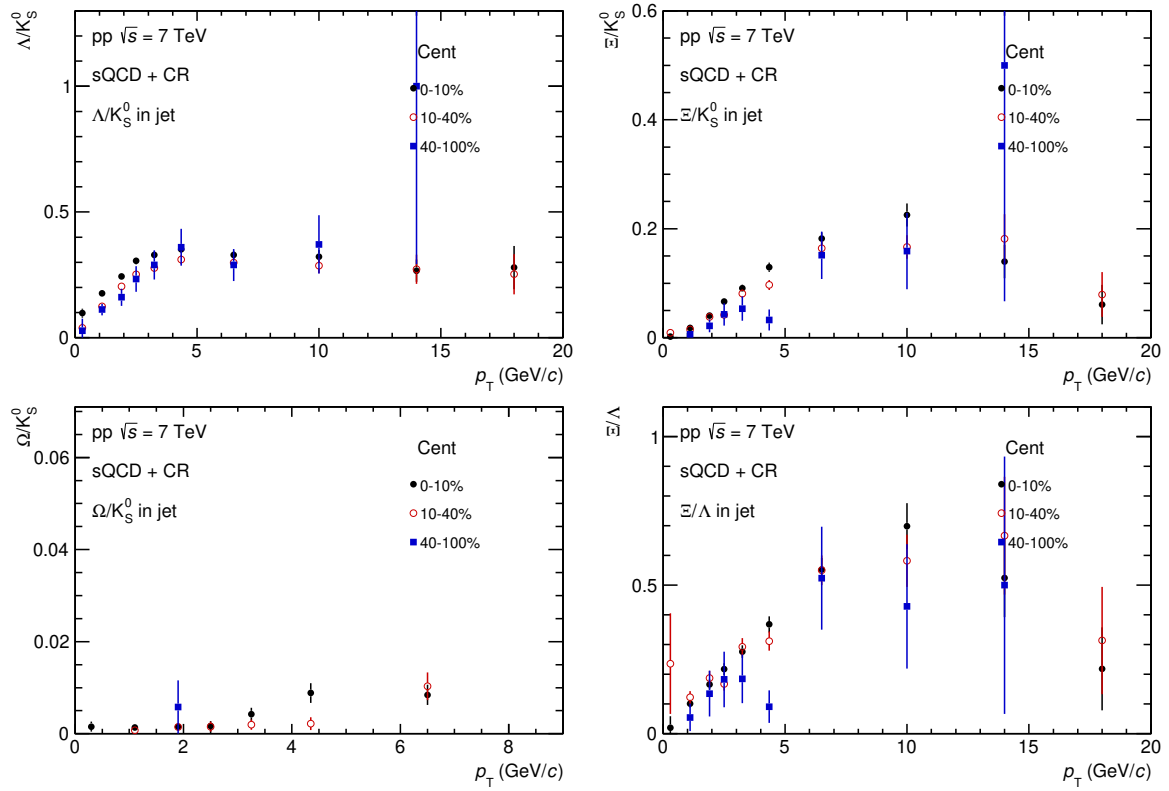 Λ/K⁰_S
pp √s = 7 TeV
sQCD + CR
Λ/K⁰_S in jet
Cent
0-10%
10-40%
40-100%
1
0.5
0
0 5 10 15 20
p_T (GeV/c)
Ξ/K⁰_S
pp √s = 7 TeV
sQCD + CR
Ξ/K⁰_S in jet
Cent
0-10%
10-40%
40-100%
0.6
0.4
0.2
0
0 5 10 15 20
p_T (GeV/c)
Ω/K⁰_S
pp √s = 7 TeV
sQCD + CR
Ω/K⁰_S in jet
Cent
0-10%
10-40%
40-100%
0.06
0.04
0.02
0
0 2 4 6 8
p_T (GeV/c)
Ξ/Λ
pp √s = 7 TeV
sQCD + CR
Ξ/Λ in jet
Cent
0-10%
10-40%
40-100%
1
0.5
0
0 5 10 15 20
p_T (GeV/c)